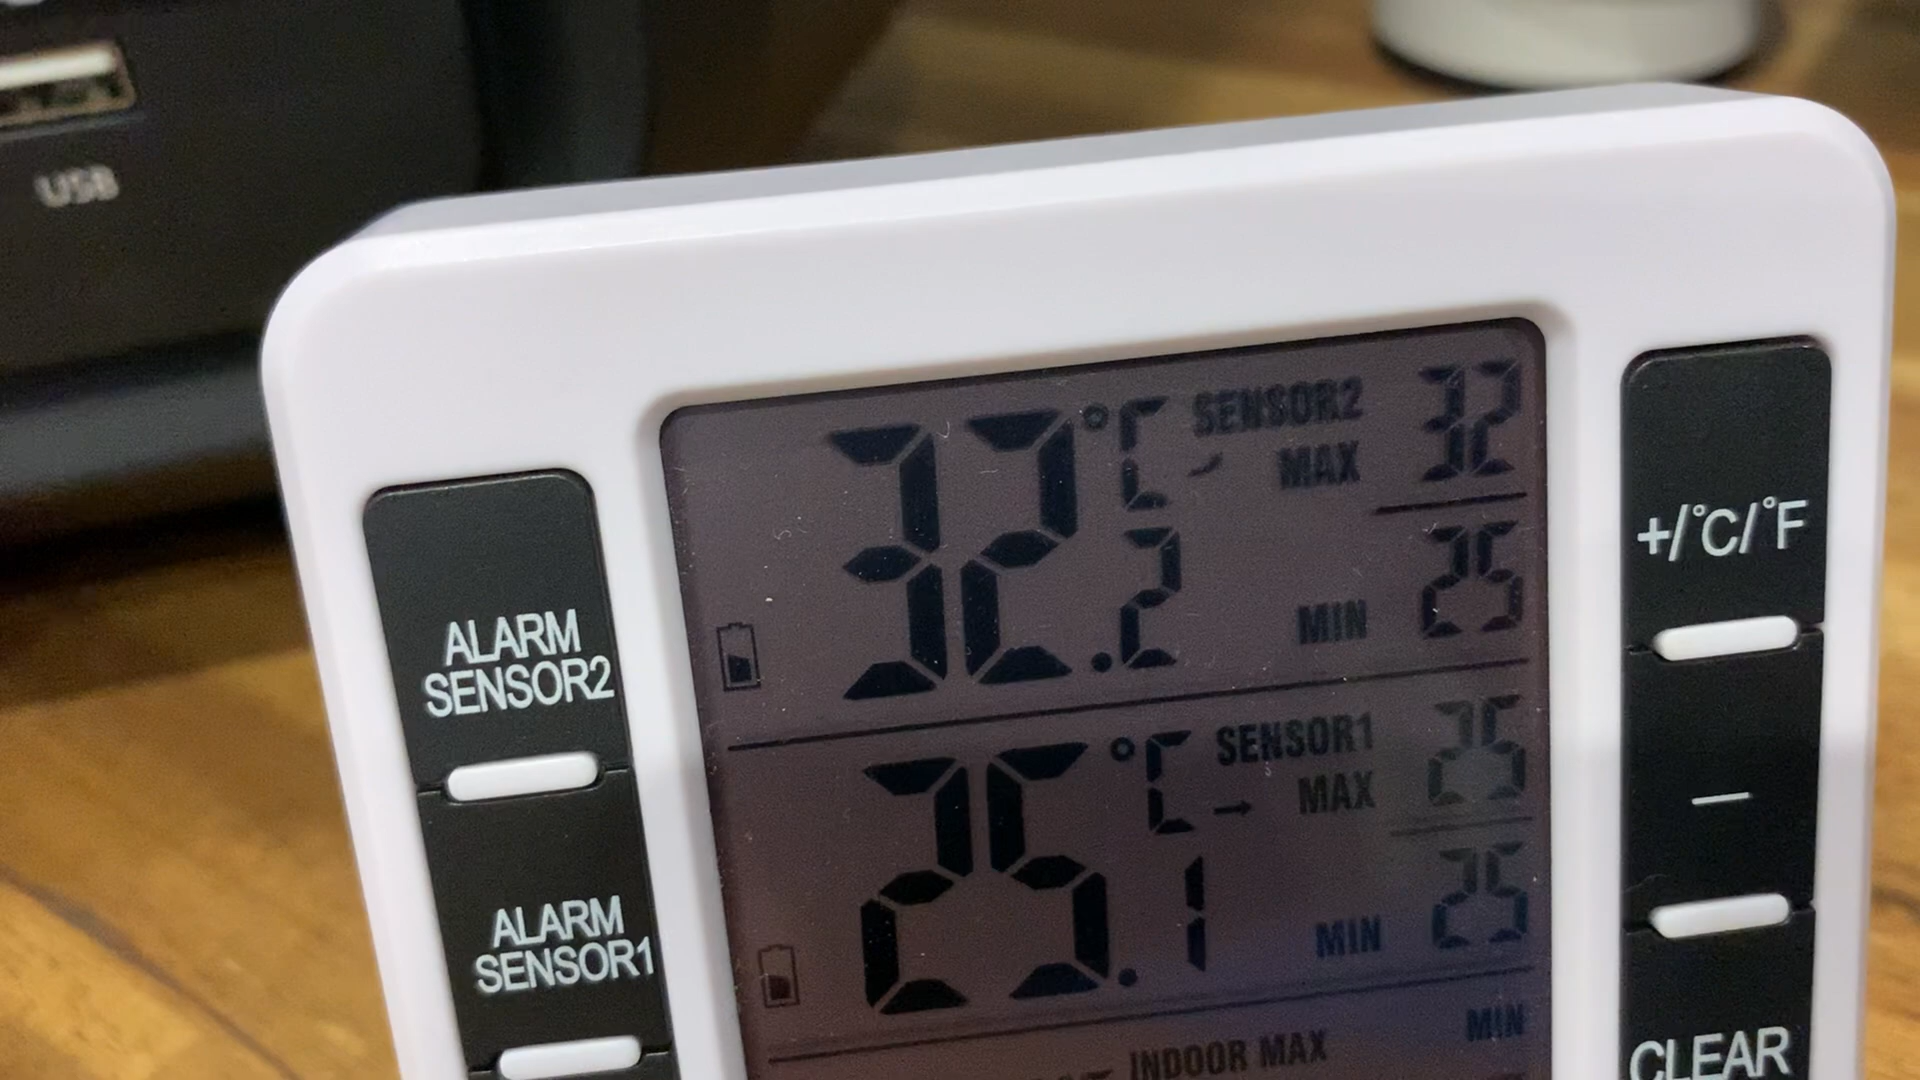 USB
32.2 °C
SENSOR2
MAX 32
MIN 25
25.1 °C
SENSOR1
MAX 25
MIN 25
INDOOR MAX MIN
ALARM
SENSOR2
ALARM
SENSOR1
+/°C/°F
—
CLEAR